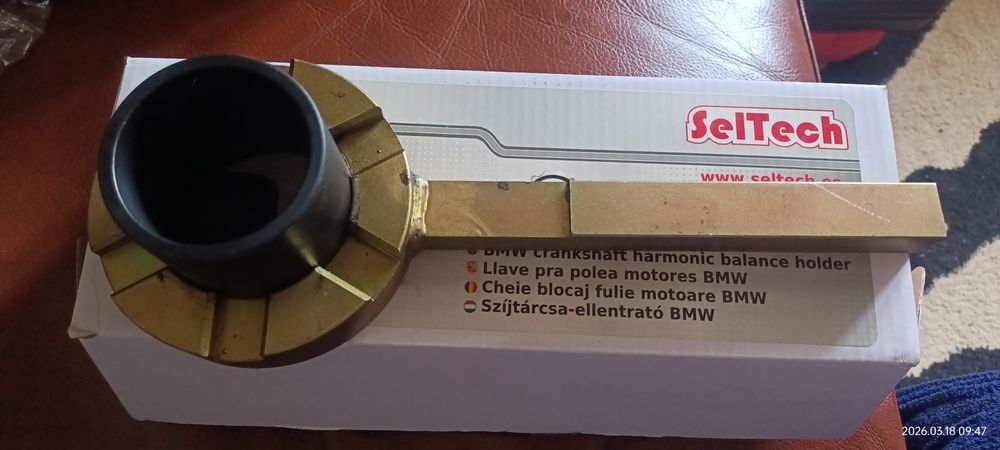 SelTech
www.seltech.es
BMW crankshaft harmonic balance holder
Llave pra polea motores BMW
Cheie blocaj fulie motoare BMW
Szíjtárcsa-ellentrató BMW
2026.03.18 09:47